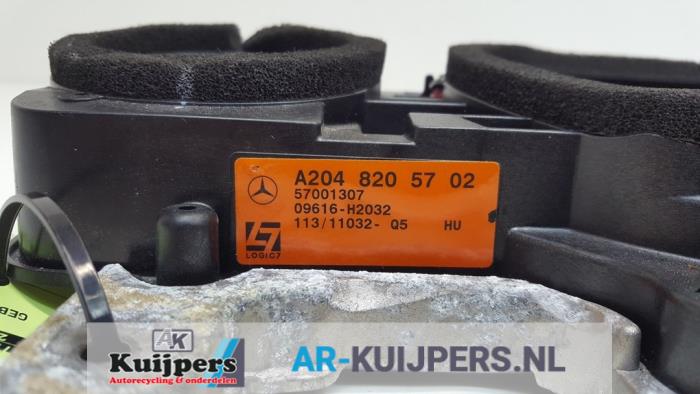 A204 820 57 02
57001307
09616-H2032
113/11032- Q5 HU
LOGIC7
GEB
AK
Kuijpers
Autorecycling & onderdelen
AR-KUIJPERS.NL